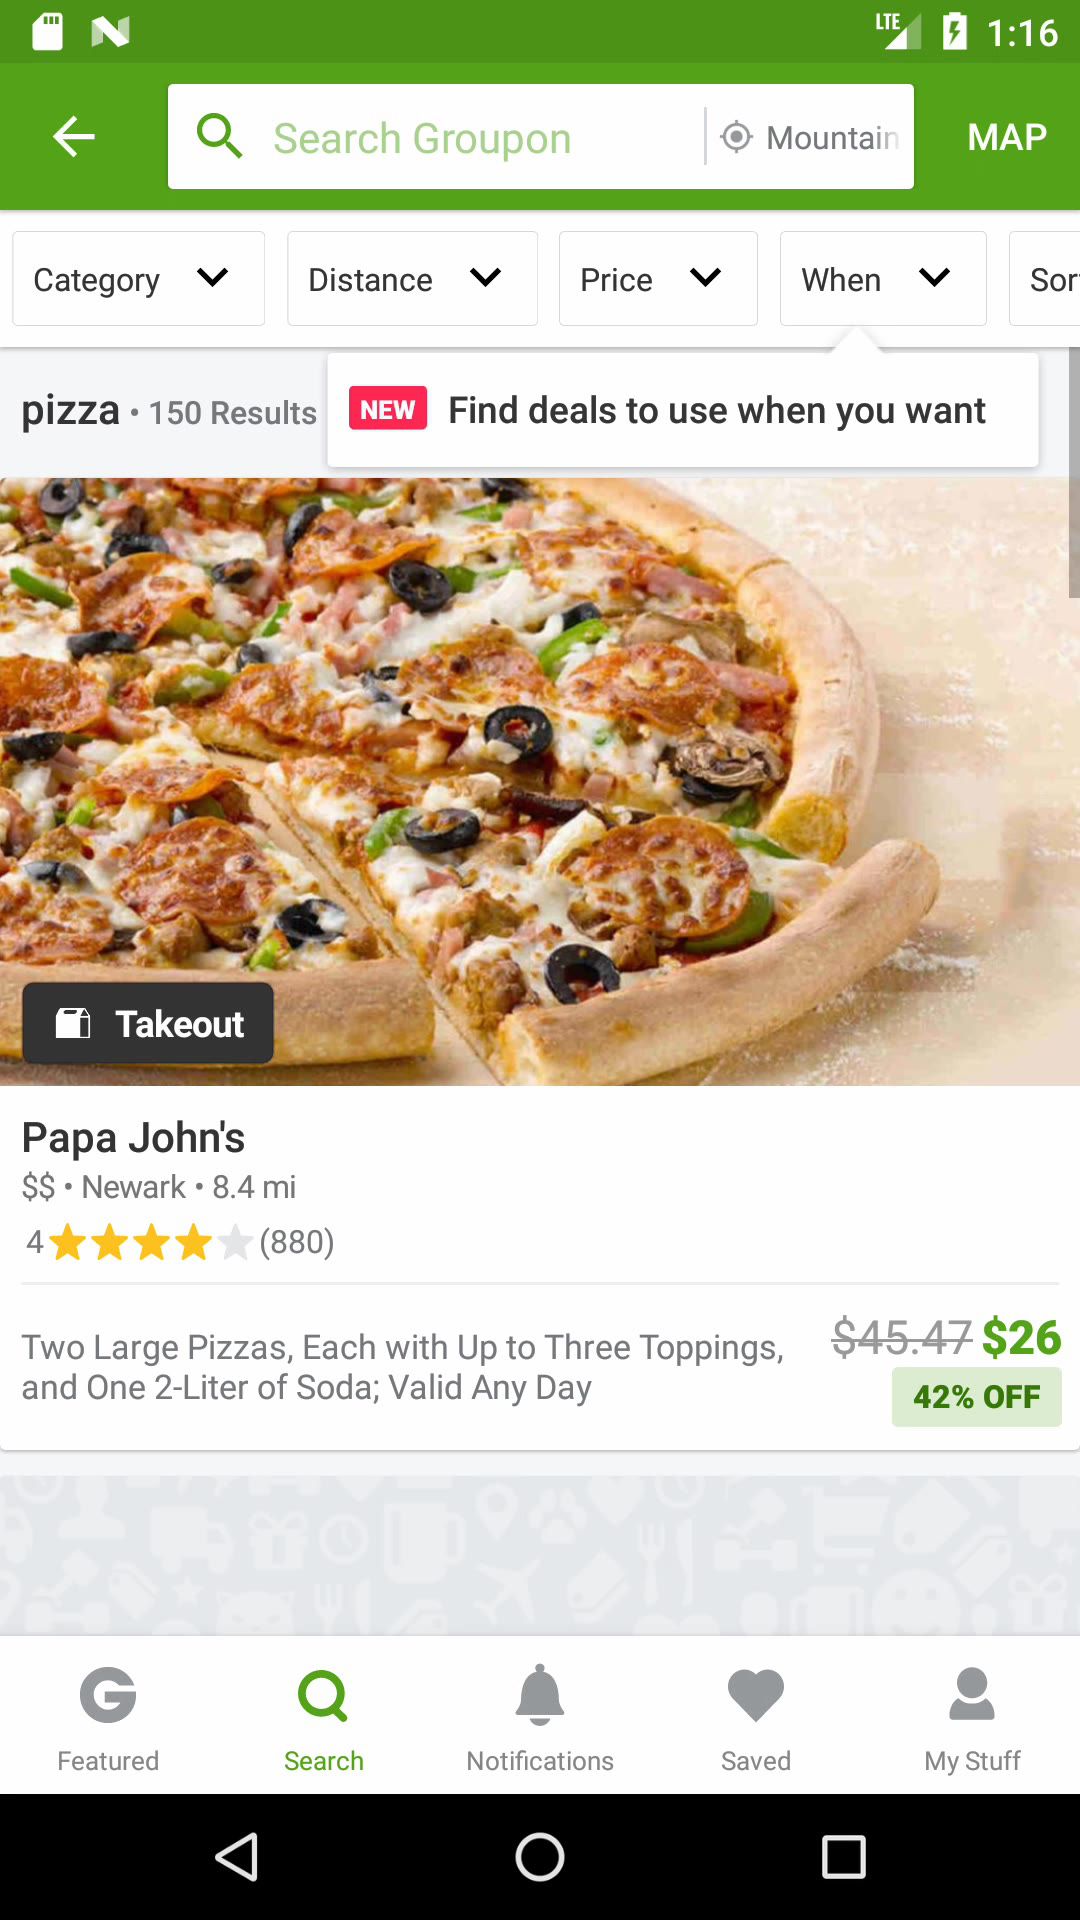 LTE 1:16
Search Groupon Mountain MAP
Category Distance Price When Sor
pizza • 150 Results
NEW Find deals to use when you want
Takeout
Papa John's
$$ • Newark • 8.4 mi
4 (880)
Two Large Pizzas, Each with Up to Three Toppings, $45.47 $26
and One 2-Liter of Soda; Valid Any Day
42% OFF
Featured Search Notifications Saved My Stuff